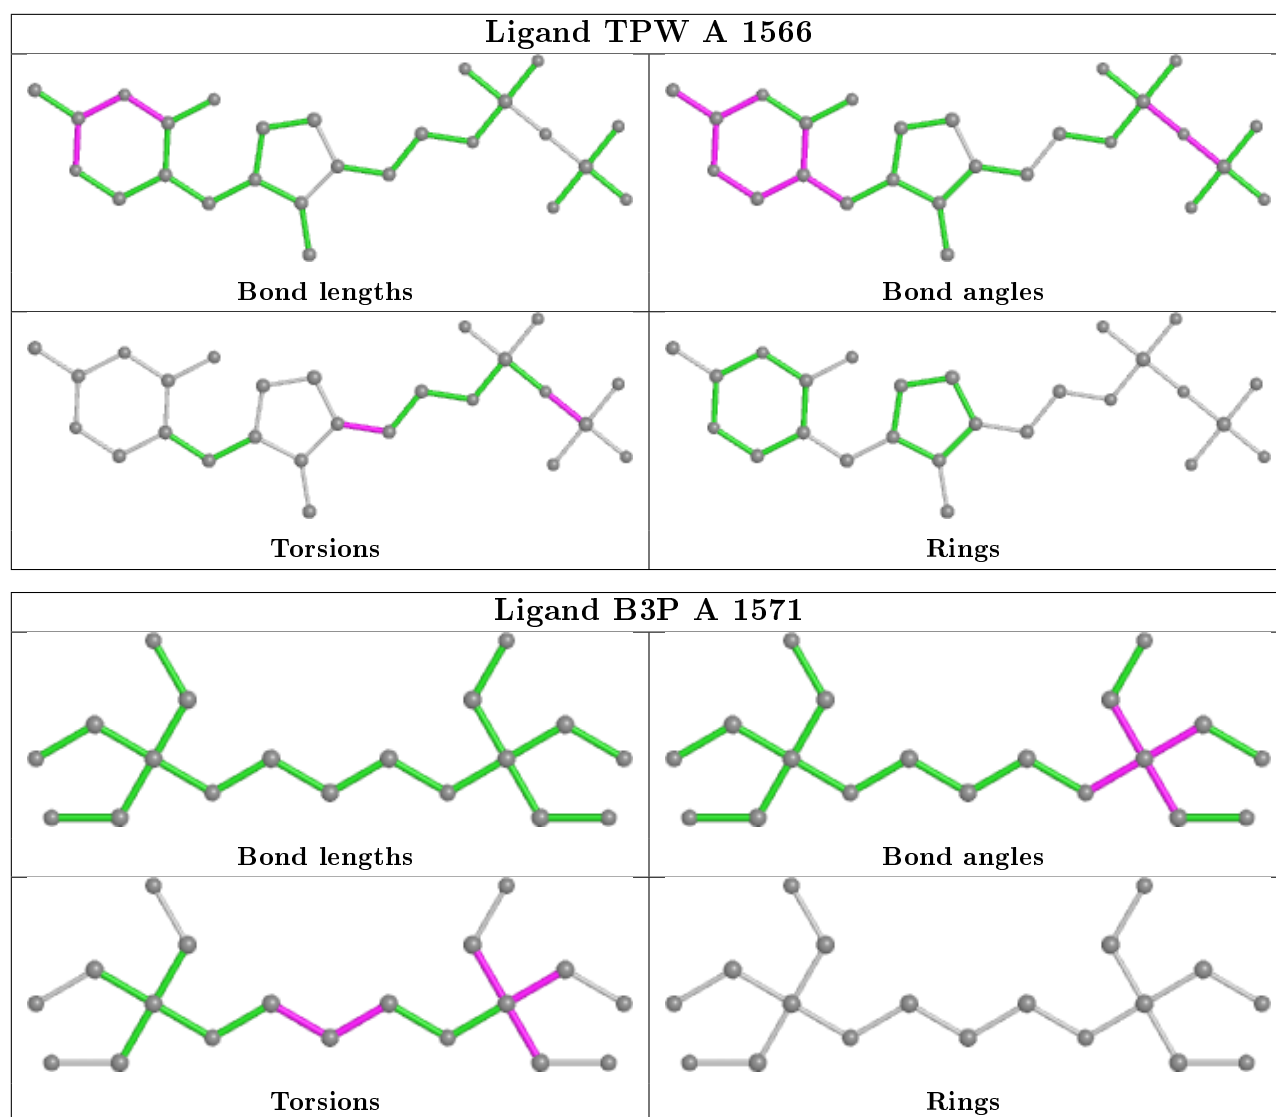 Ligand TPW A 1566
Bond lengths
Bond angles
Torsions
Rings
Ligand B3P A 1571
Bond lengths
Bond angles
Torsions
Rings